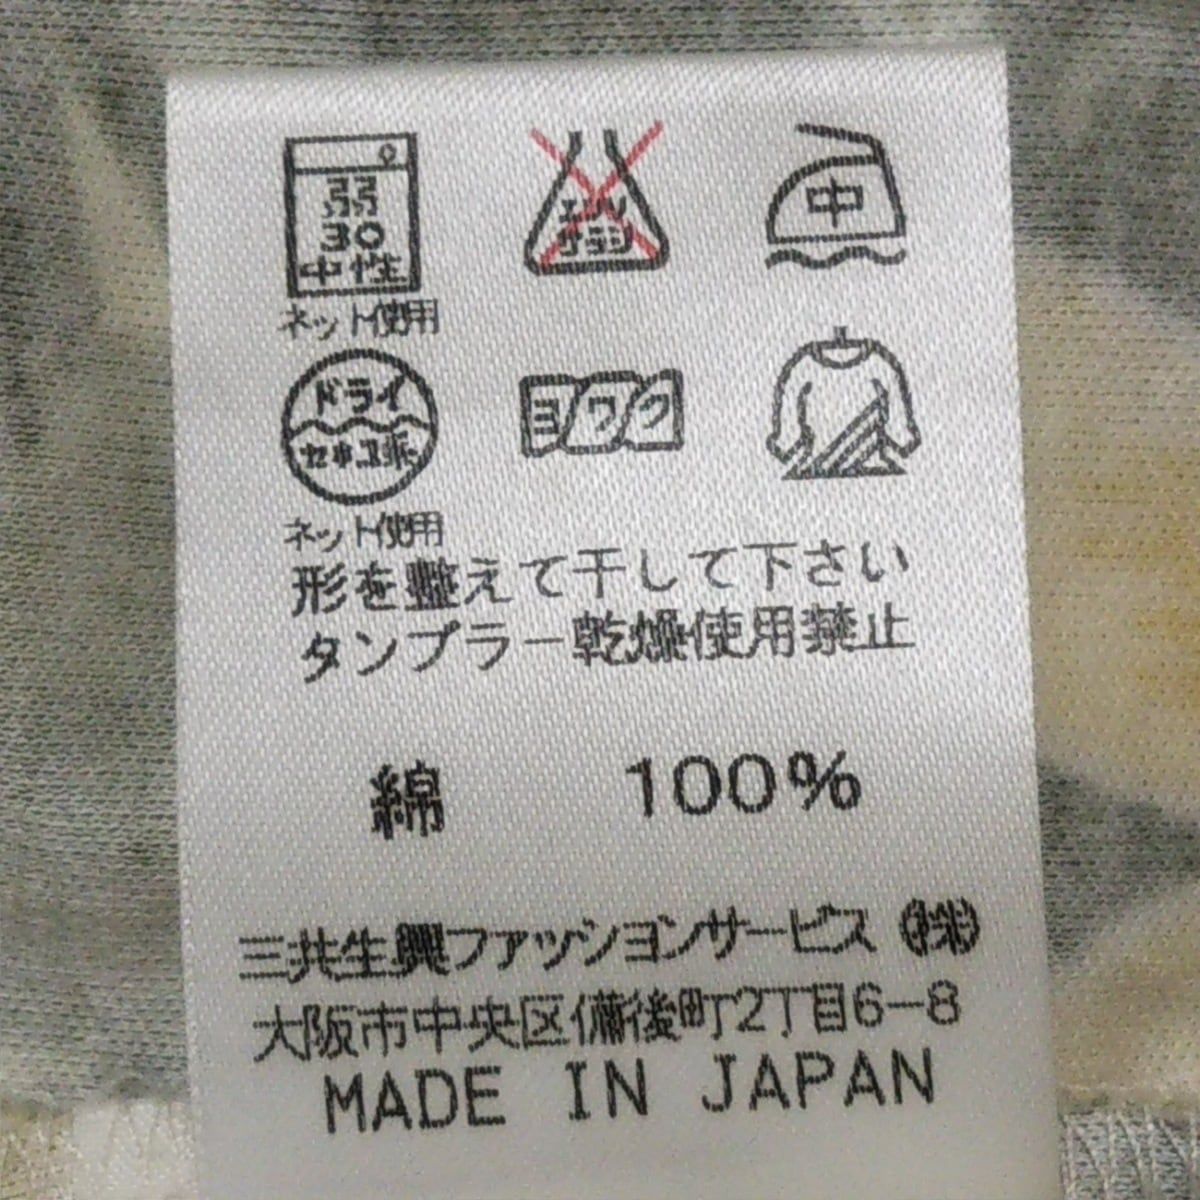 弱
30
中性
ネット使用
エンソ
サラシ
中
ドライ
セキユ系
ネット使用
ヨワク
形を整えて干して下さい
タンブラー乾燥使用禁止
綿 100%
三共生興ファッションサービス㈱
大阪市中央区備後町2丁目6-8
MADE IN JAPAN